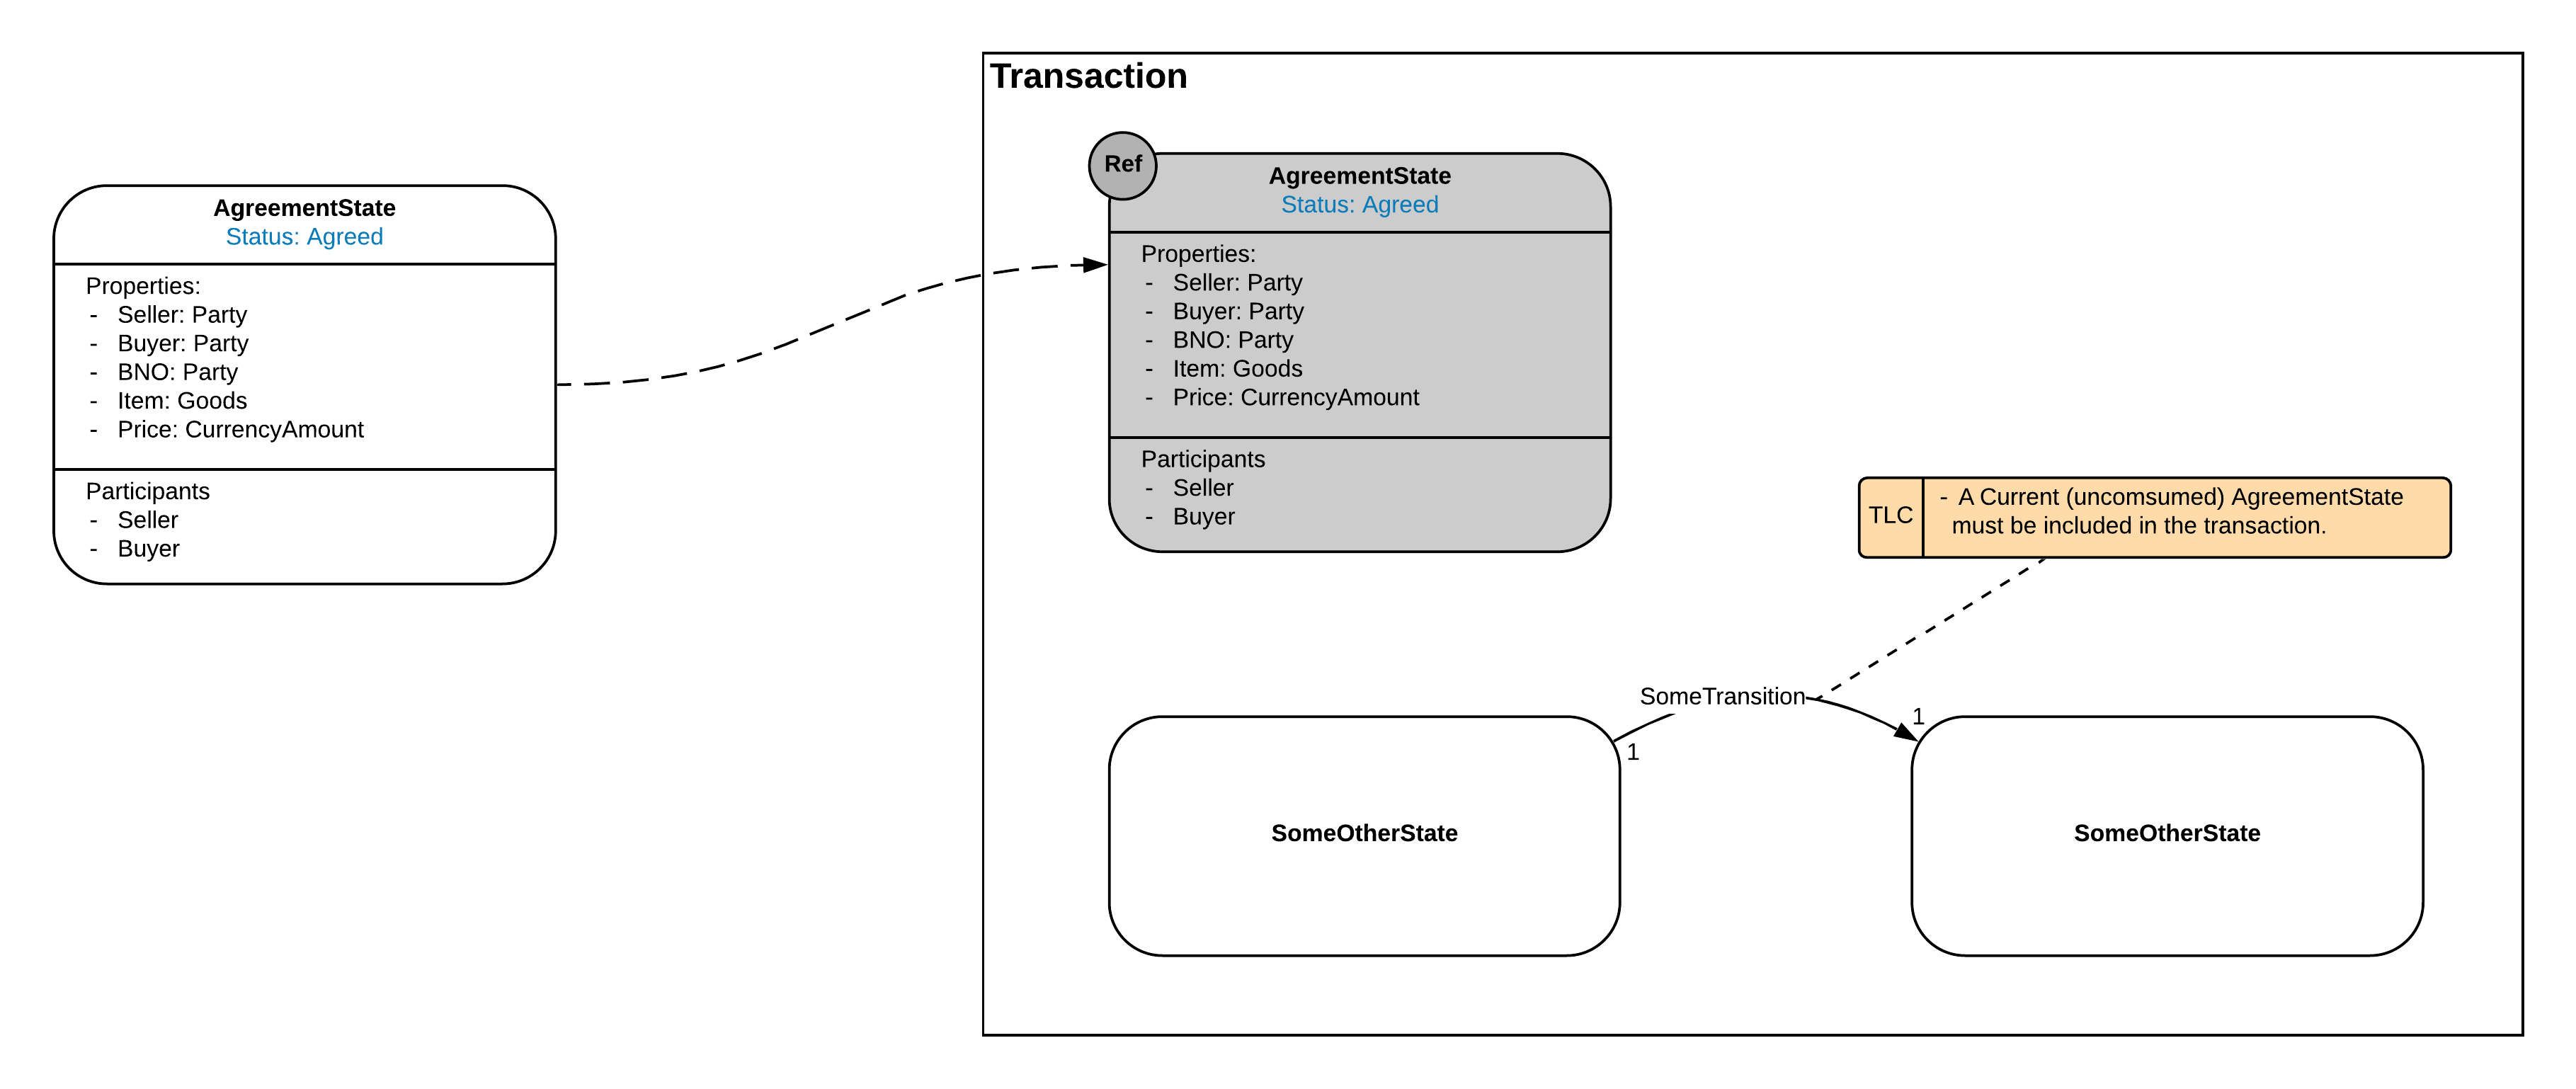 Transaction
Ref
AgreementState
Status: Agreed
Properties:
- Seller: Party
- Buyer: Party
- BNO: Party
- Item: Goods
- Price: CurrencyAmount
Participants
- Seller
- Buyer
AgreementState
Status: Agreed
Properties:
- Seller: Party
- Buyer: Party
- BNO: Party
- Item: Goods
- Price: CurrencyAmount
Participants
- Seller
- Buyer
TLC
- A Current (uncomsumed) AgreementState
must be included in the transaction.
SomeTransition
1
1
SomeOtherState
SomeOtherState